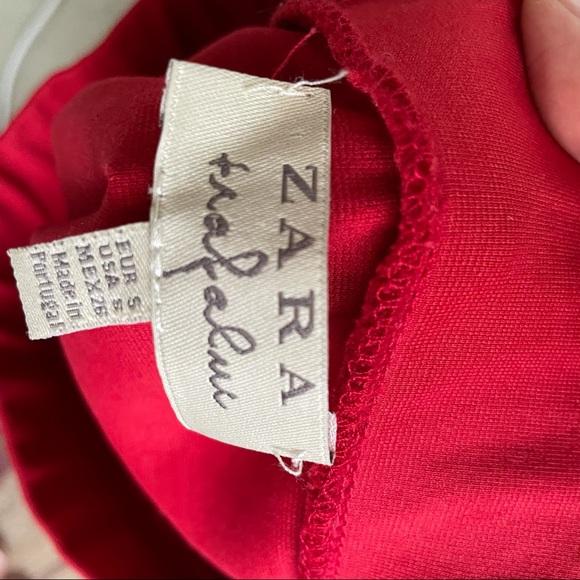 ZARA
trafaluc
EUR S
USA S
MEX 26
Made in
Portugal